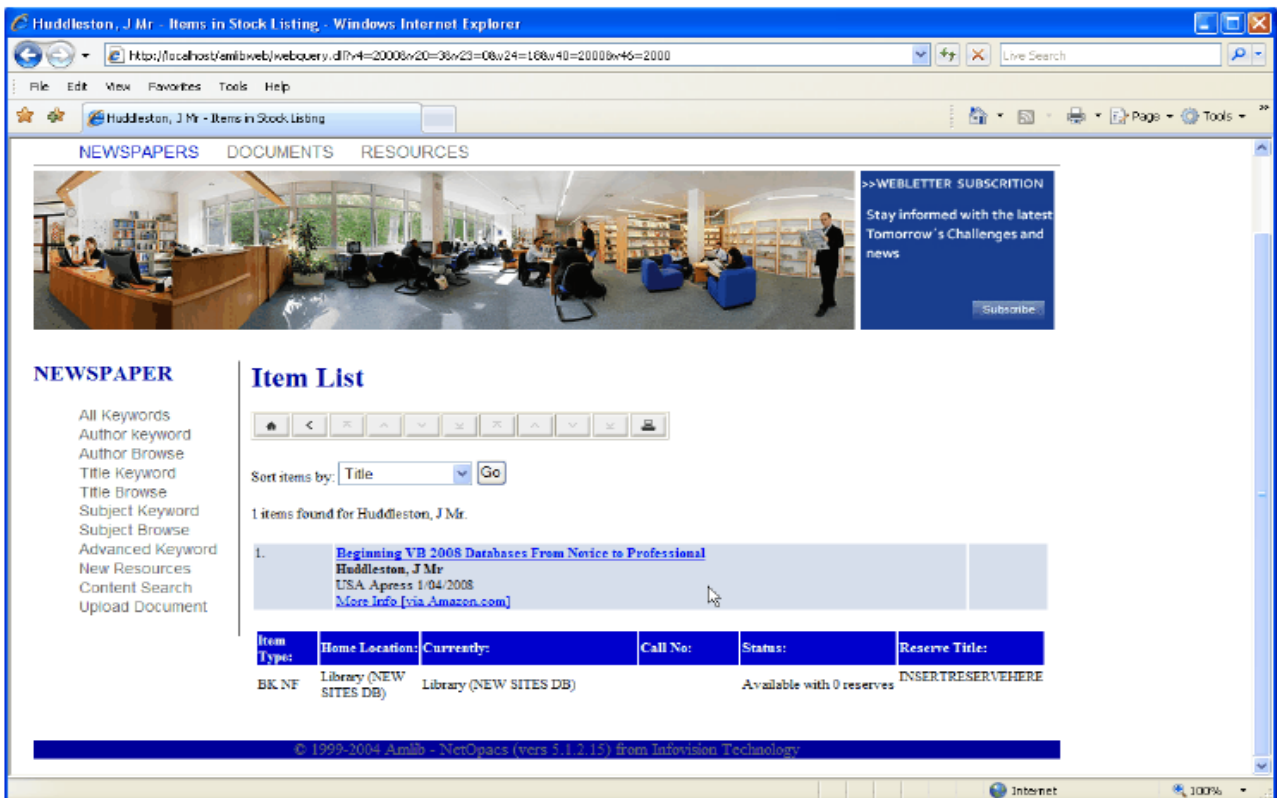 Huddleston, J Mr - Items in Stock Listing - Windows Internet Explorer
http://localhost/amlibweb/webquery.dll?v4=2000&v20=3&v23=0&v24=16&v40=2000&v46=2000
Live Search
File Edit View Favorites Tools Help
Huddleston, J Mr - Items in Stock Listing
Page Tools
NEWSPAPERS DOCUMENTS RESOURCES
>>WEBLETTER SUBSCRITION
Stay informed with the latest
Tomorrow´s Challenges and
news
Subscribe
NEWSPAPER
All Keywords
Author keyword
Author Browse
Title Keyword
Title Browse
Subject Keyword
Subject Browse
Advanced Keyword
New Resources
Content Search
Upload Document
Item List
Sort items by: Title Go
1 items found for Huddleston, J Mr.
1. Beginning VB 2008 Databases From Novice to Professional
Huddleston, J Mr
USA Apress 1/04/2008
More Info [via Amazon.com]
Item Type: Home Location: Currently: Call No: Status: Reserve Title:
BK NF Library (NEW SITES DB) Library (NEW SITES DB) Available with 0 reserves INSERTRESERVEHERE
© 1999-2004 Amlib - NetOpacs (vers 5.1.2.15) from Infovision Technology
Internet 100%